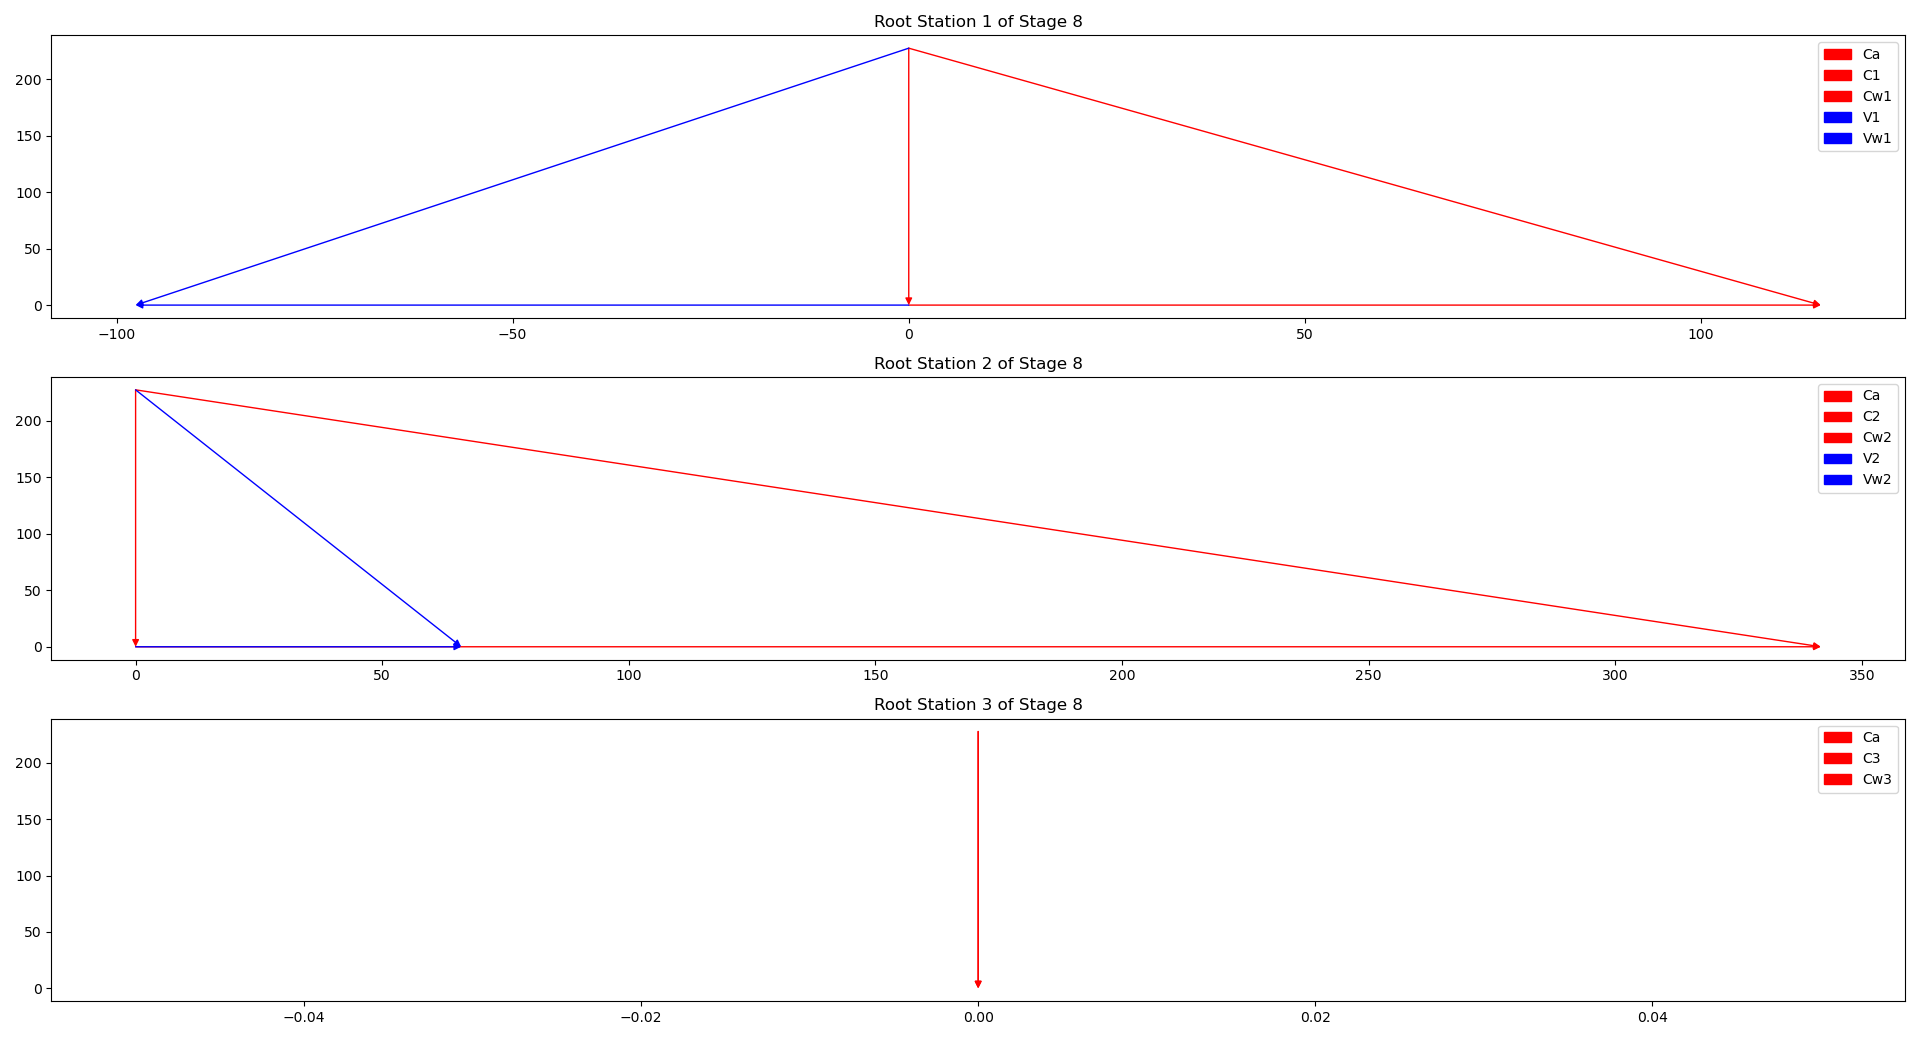 Root Station 1 of Stage 8
200
150
100
50
0
−100
−50
0
50
100
Ca
C1
Cw1
V1
Vw1
Root Station 2 of Stage 8
200
150
100
50
0
0
50
100
150
200
250
300
350
Ca
C2
Cw2
V2
Vw2
Root Station 3 of Stage 8
200
150
100
50
0
−0.04
−0.02
0.00
0.02
0.04
Ca
C3
Cw3